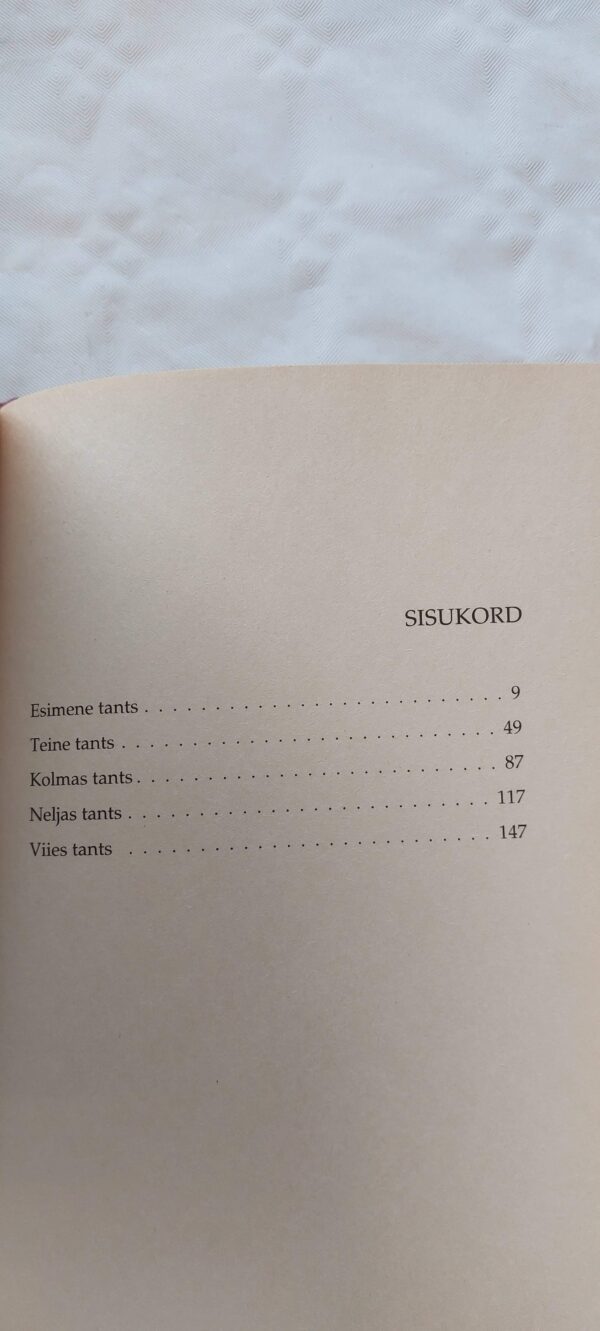 SISUKORD
Esimene tants . . . . . . . . . . . . . . . . . . . . . . . . . 9
Teine tants . . . . . . . . . . . . . . . . . . . . . . . . . . 49
Kolmas tants . . . . . . . . . . . . . . . . . . . . . . . . . 87
Neljas tants . . . . . . . . . . . . . . . . . . . . . . . . . 117
Viies tants . . . . . . . . . . . . . . . . . . . . . . . . . 147